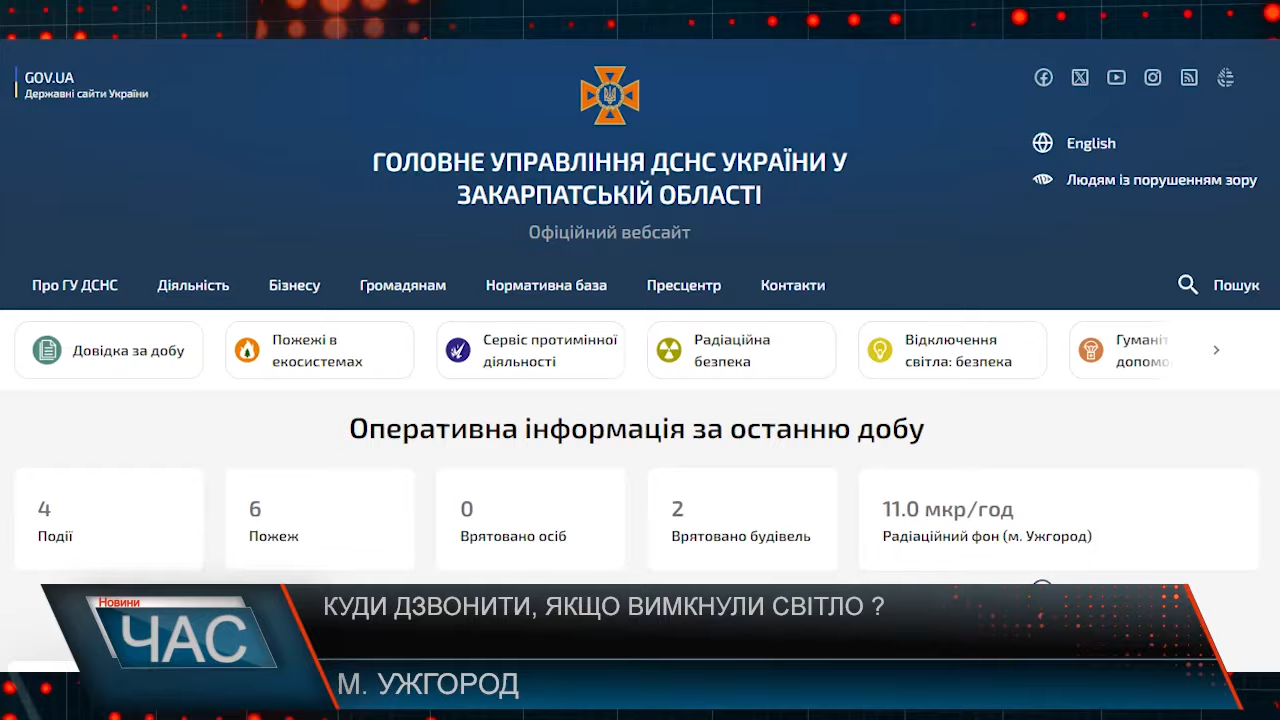 GOV.UA
Державні сайти України
ГОЛОВНЕ УПРАВЛІННЯ ДСНС УКРАЇНИ У
ЗАКАРПАТСЬКІЙ ОБЛАСТІ
Офіційний вебсайт
English
Людям із порушенням зору
Про ГУ ДСНС Діяльність Бізнесу Громадянам Нормативна база Пресцентр Контакти Пошук
Довідка за добу
Пожежі в
екосистемах
Сервіс протимінної
діяльності
Радіаційна
безпека
Відключення
світла: безпека
Гуманіт
допомо
Оперативна інформація за останню добу
4
Події
6
Пожеж
0
Врятовано осіб
2
Врятовано будівель
11.0 мкр/год
Радіаційний фон (м. Ужгород)
Новини
ЧАС
КУДИ ДЗВОНИТИ, ЯКЩО ВИМКНУЛИ СВІТЛО ?
М. УЖГОРОД